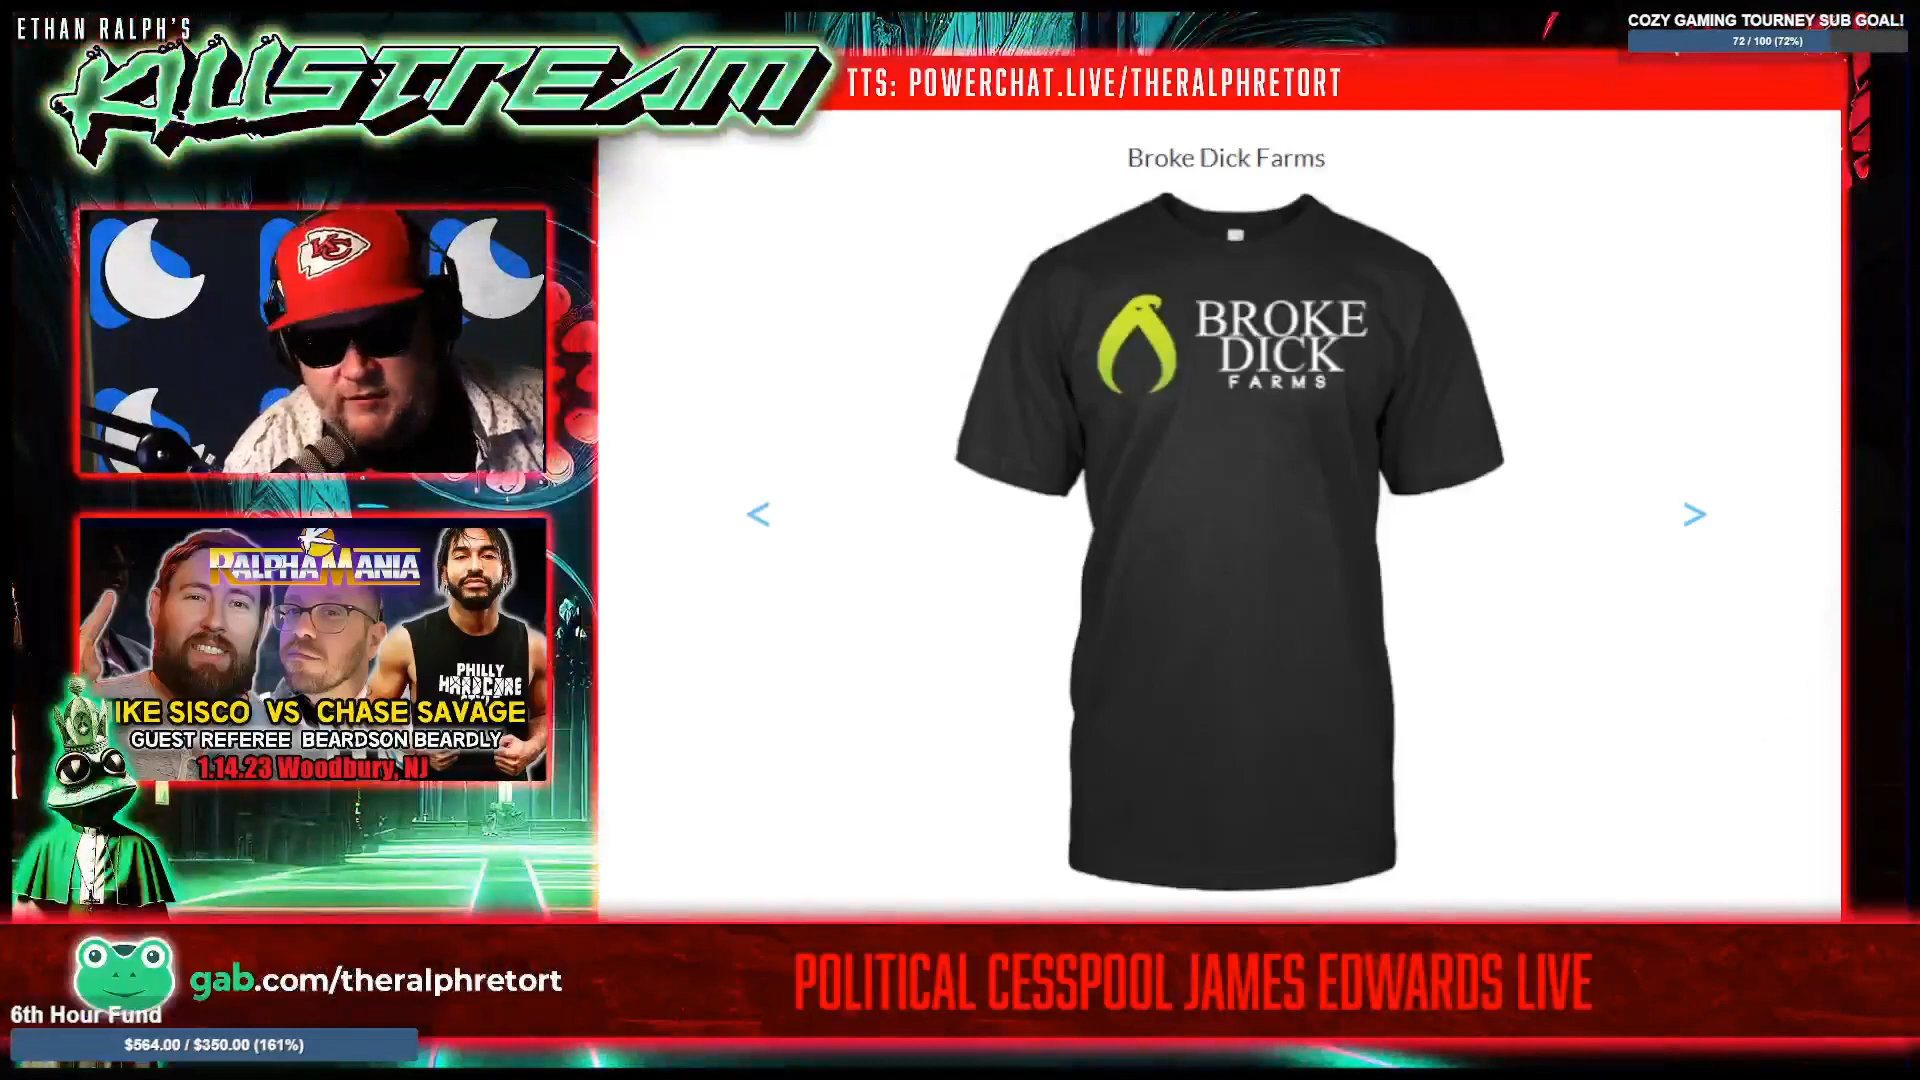 ETHAN RALPH'S
KILLSTREAM
TTS: POWERCHAT.LIVE/THERALPHRETORT
COZY GAMING TOURNEY SUB GOAL!
72 / 100 (72%)
Broke Dick Farms
BROKE
DICK
FARMS
<
>
KC
RALPHAMANIA
PHILLY
HARDCORE
IKE SISCO VS CHASE SAVAGE
GUEST REFEREE BEARDSON BEARDLY
1.14.23 Woodbury, NJ
gab.com/theralphretort
POLITICAL CESSPOOL JAMES EDWARDS LIVE
6th Hour Fund
$564.00 / $350.00 (161%)